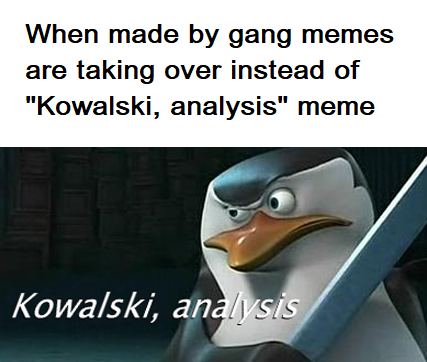 When made by gang memes
are taking over instead of
"Kowalski, analysis" meme
Kowalski, analysis